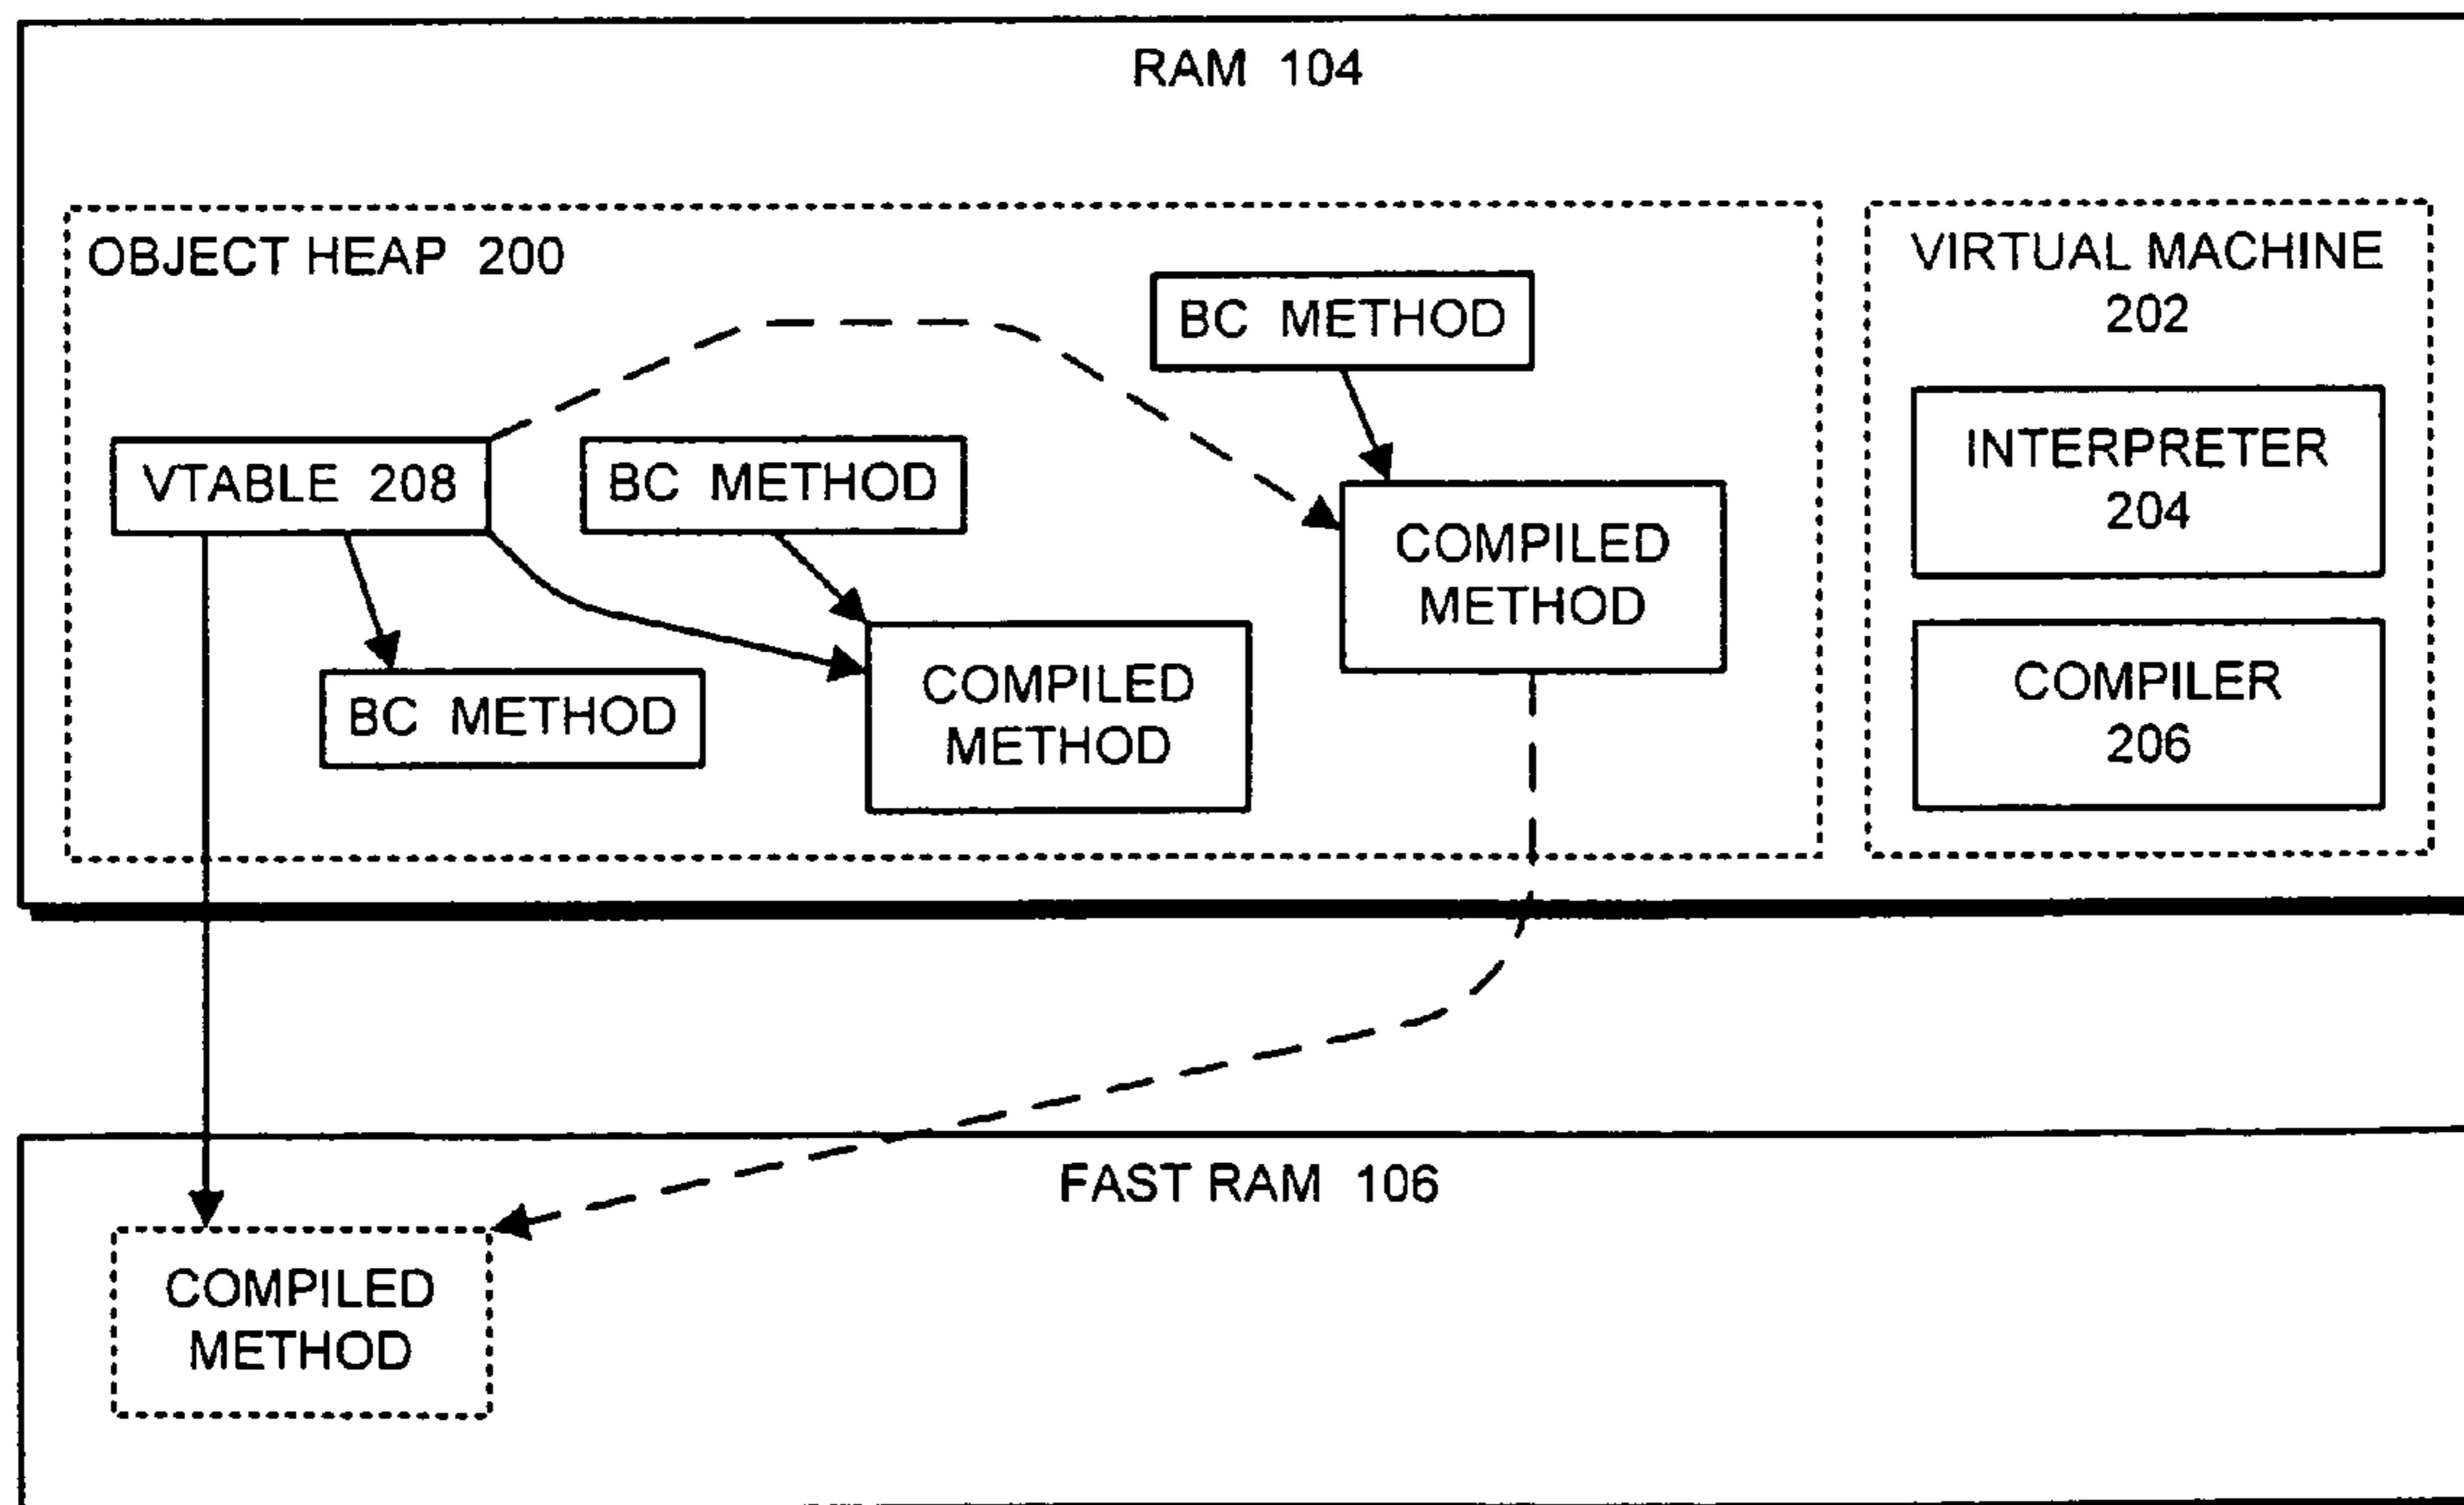 RAM 104
OBJECT HEAP 200
VIRTUAL MACHINE
202
BC METHOD
INTERPRETER
204
VTABLE 208
BC METHOD
COMPILED
METHOD
BC METHOD
COMPILED
METHOD
COMPILER
206
FAST RAM 106
COMPILED
METHOD